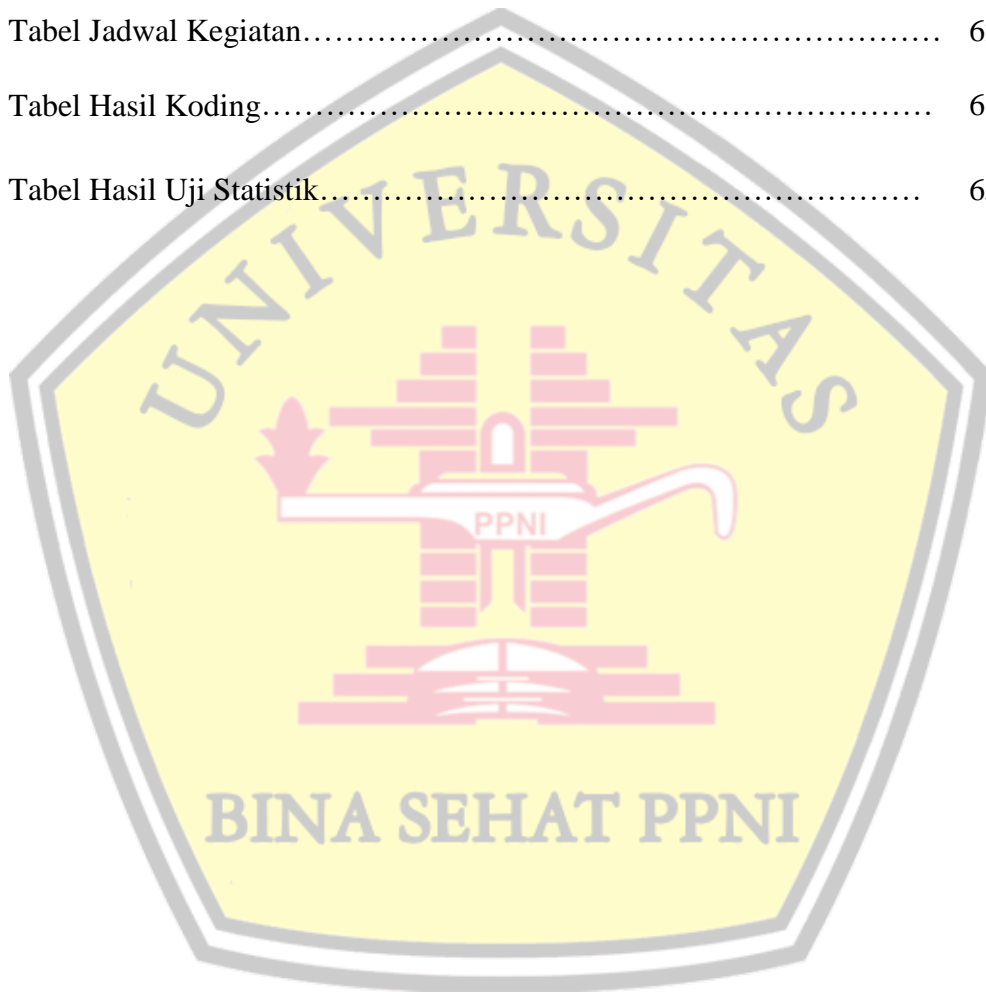 Tabel Jadwal Kegiatan………………………………………………………… 6
Tabel Hasil Koding………………………………………………………… 6
Tabel Hasil Uji Statistik………………………………………………… 6
UNIVERSITAS
PPNI
BINA SEHAT PPNI